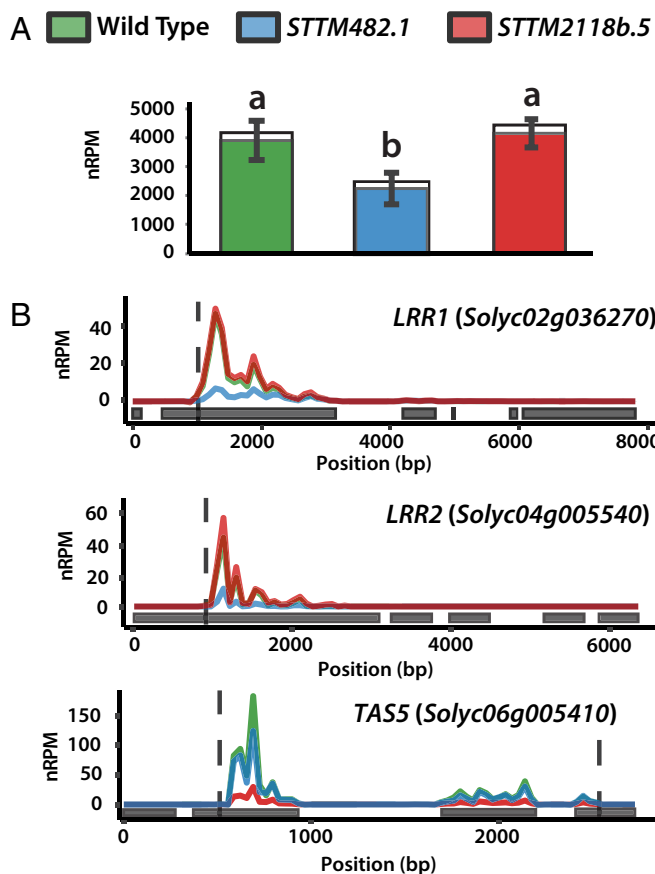 A
Wild Type STTM482.1 STTM2118b.5
nRPM
5000
4000
3000
2000
1000
0
a
b
a
B
LRR1 (Solyc02g036270)
nRPM
40
20
0
0 2000 4000 6000 8000
Position (bp)
LRR2 (Solyc04g005540)
nRPM
60
40
20
0
0 2000 4000 6000
Position (bp)
TAS5 (Solyc06g005410)
nRPM
150
100
50
0
0 1000 2000
Position (bp)